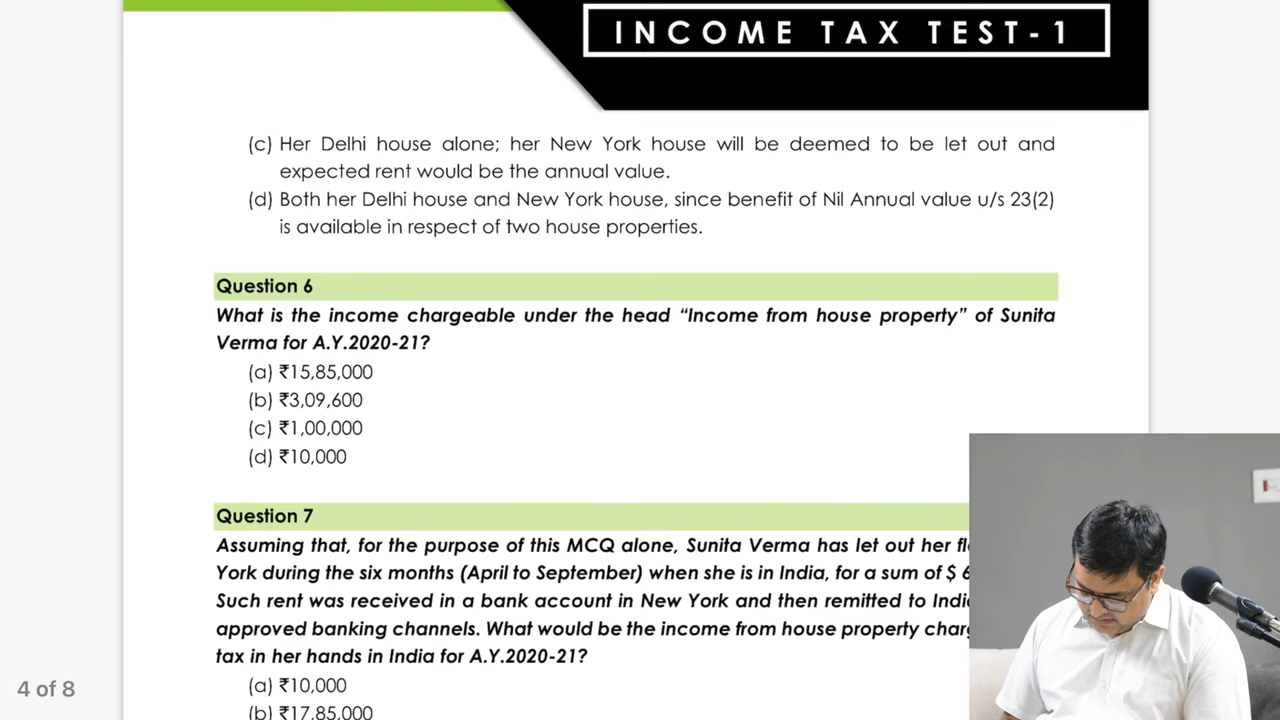 INCOME TAX TEST-1
(c) Her Delhi house alone; her New York house will be deemed to be let out and
expected rent would be the annual value.
(d) Both her Delhi house and New York house, since benefit of Nil Annual value u/s 23(2)
is available in respect of two house properties.
Question 6
What is the income chargeable under the head “Income from house property” of Sunita
Verma for A.Y.2020-21?
(a) ₹15,85,000
(b) ₹3,09,600
(c) ₹1,00,000
(d) ₹10,000
Question 7
Assuming that, for the purpose of this MCQ alone, Sunita Verma has let out her
York during the six months (April to September) when she is in India, for a sum of $
Such rent was received in a bank account in New York and then remitted to
approved banking channels. What would be the income from house property
tax in her hands in India for A.Y.2020-21?
(a) ₹10,000
(b) ₹17,85,000
4 of 8